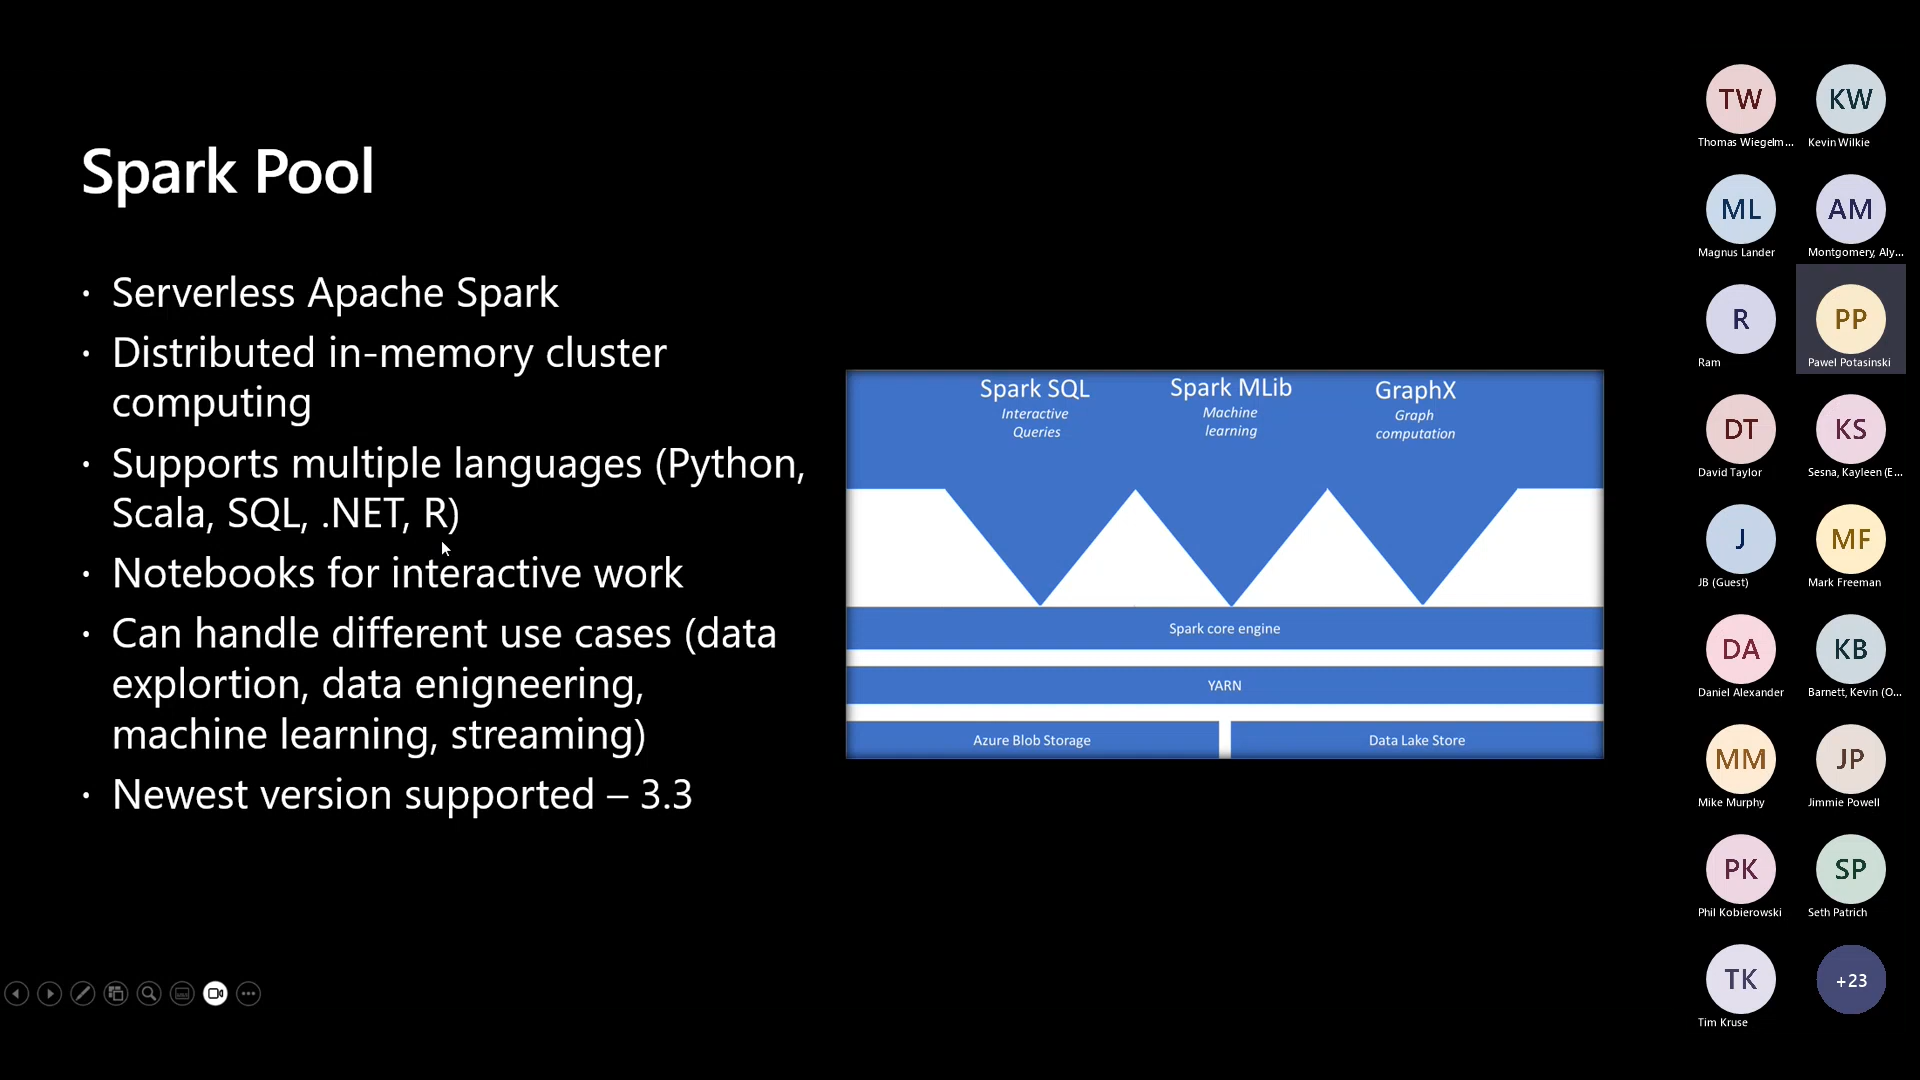 Spark Pool
• Serverless Apache Spark
• Distributed in-memory cluster
computing
• Supports multiple languages (Python,
Scala, SQL, .NET, R)
• Notebooks for interactive work
• Can handle different use cases (data
explortion, data enigneering,
machine learning, streaming)
• Newest version supported – 3.3
Spark SQL
Interactive
Queries
Spark MLib
Machine
learning
GraphX
Graph
computation
Spark core engine
YARN
Azure Blob Storage
Data Lake Store
TW
Thomas Wiegelm...
KW
Kevin Wilkie
ML
Magnus Lander
AM
Montgomery, Aly...
R
Ram
PP
Pawel Potasinski
DT
David Taylor
KS
Sesna, Kayleen (E...
J
JB (Guest)
MF
Mark Freeman
DA
Daniel Alexander
KB
Barnett, Kevin (O...
MM
Mike Murphy
JP
Jimmie Powell
PK
Phil Kobierowski
SP
Seth Patrich
TK
Tim Kruse
+23